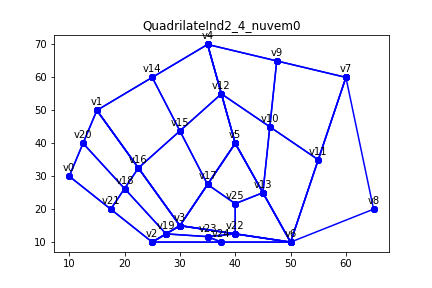 QuadrilateInd2_4_nuvem0
70
60
50
40
30
20
10
v4
v9
v14
v7
v12
v1
v10
v15
v20
v5
v11
v16
v0
v17
v13
v18
v25
v21
v8
v3
v19
v23
v22
v2
v24
v6
10
20
30
40
50
60